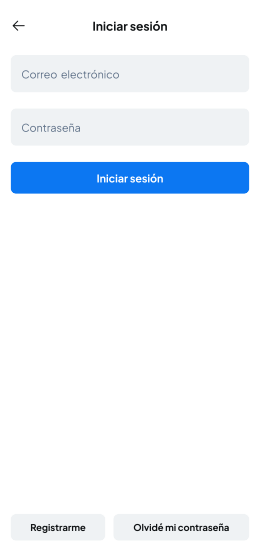 Iniciar sesión
Correo electrónico
Contraseña
Iniciar sesión
Registrarme
Olvidé mi contraseña